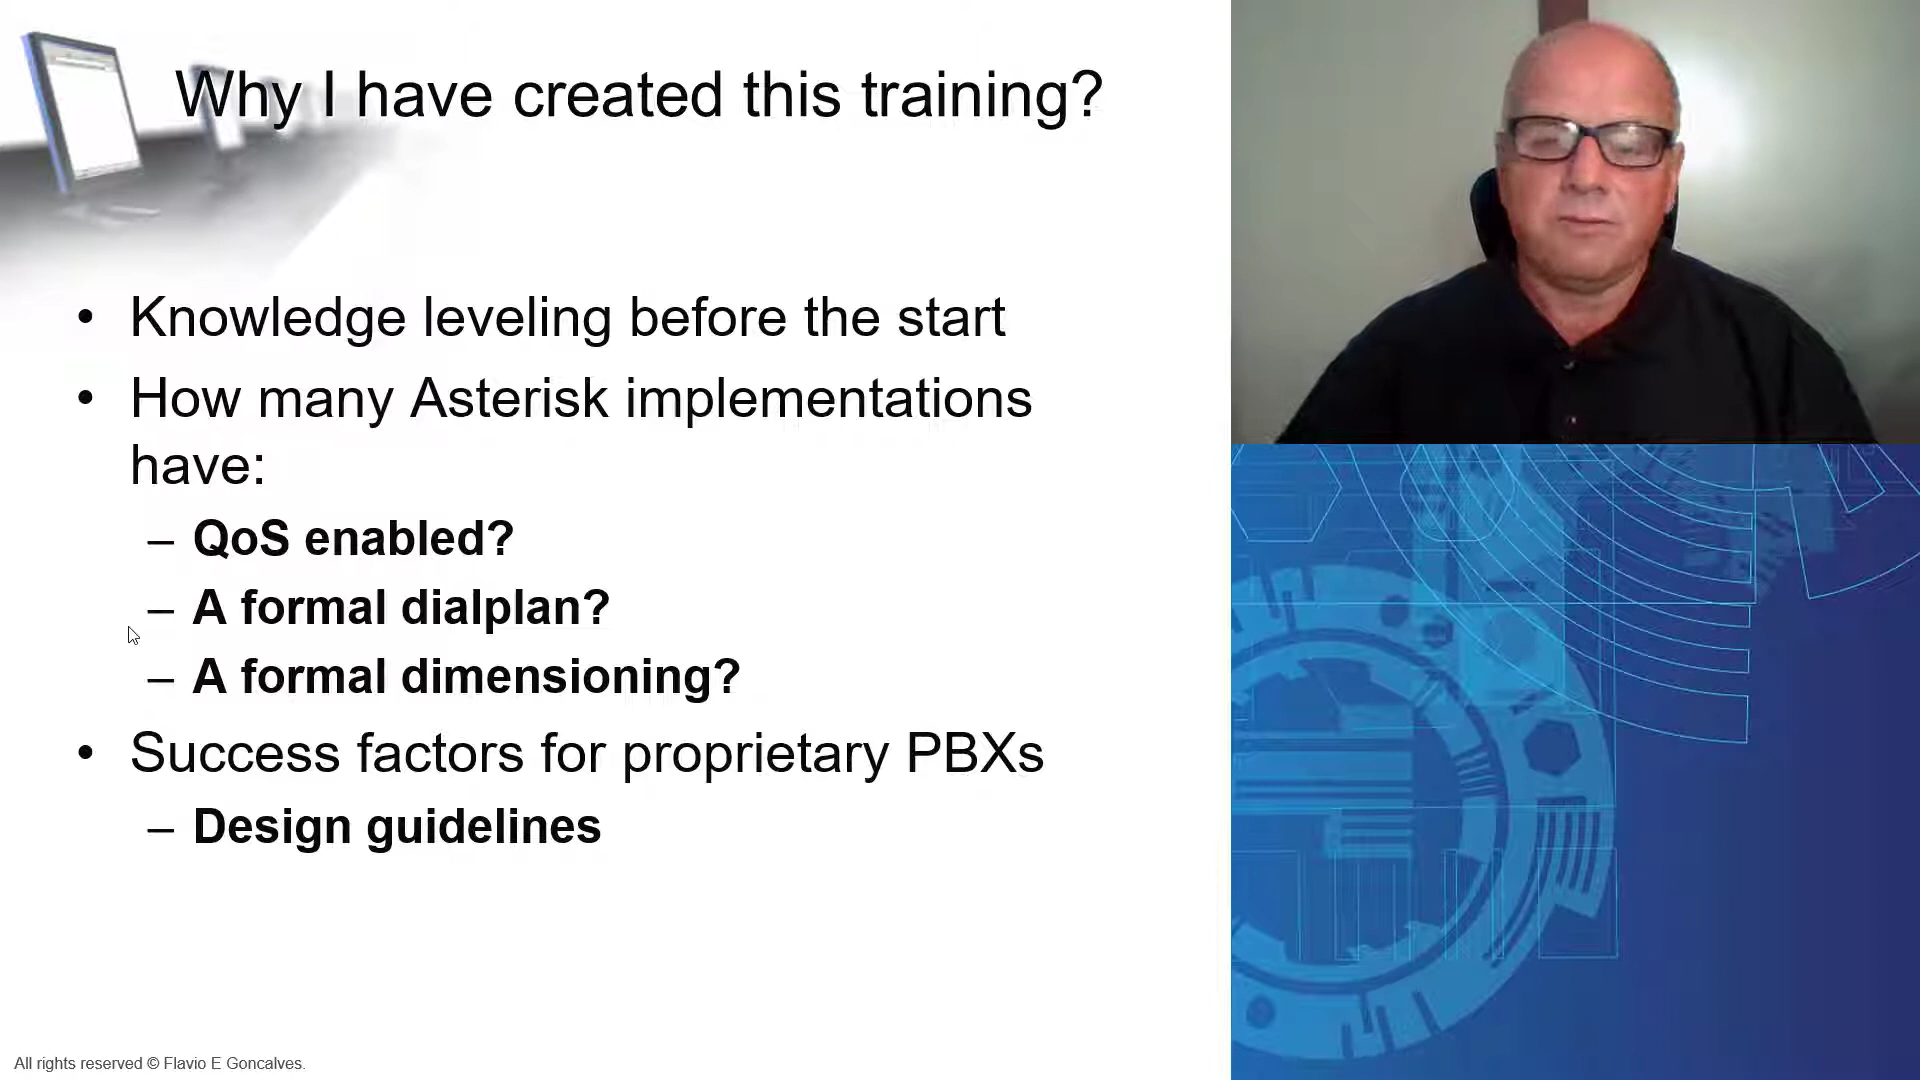 Why I have created this training?
• Knowledge leveling before the start
• How many Asterisk implementations
have:
– QoS enabled?
– A formal dialplan?
– A formal dimensioning?
• Success factors for proprietary PBXs
– Design guidelines
All rights reserved © Flavio E Goncalves.